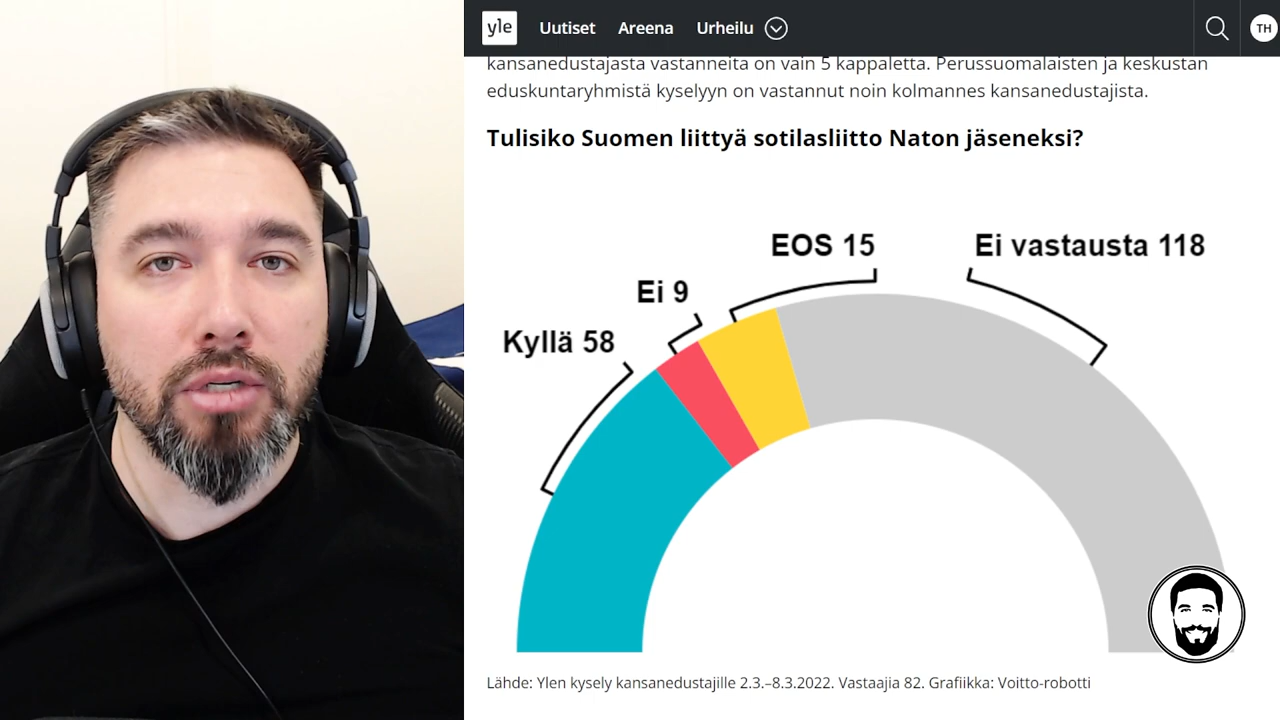 yle Uutiset Areena Urheilu TH
kansanedustajasta vastanneita on vain 5 kappaletta. Perussuomalaisten ja keskustan
eduskuntaryhmistä kyselyyn on vastannut noin kolmannes kansanedustajista.
Tulisiko Suomen liittyä sotilasliitto Naton jäseneksi?
EOS 15
Ei vastausta 118
Ei 9
Kyllä 58
Lähde: Ylen kysely kansanedustajille 2.3.–8.3.2022. Vastaajia 82. Grafiikka: Voitto-robotti